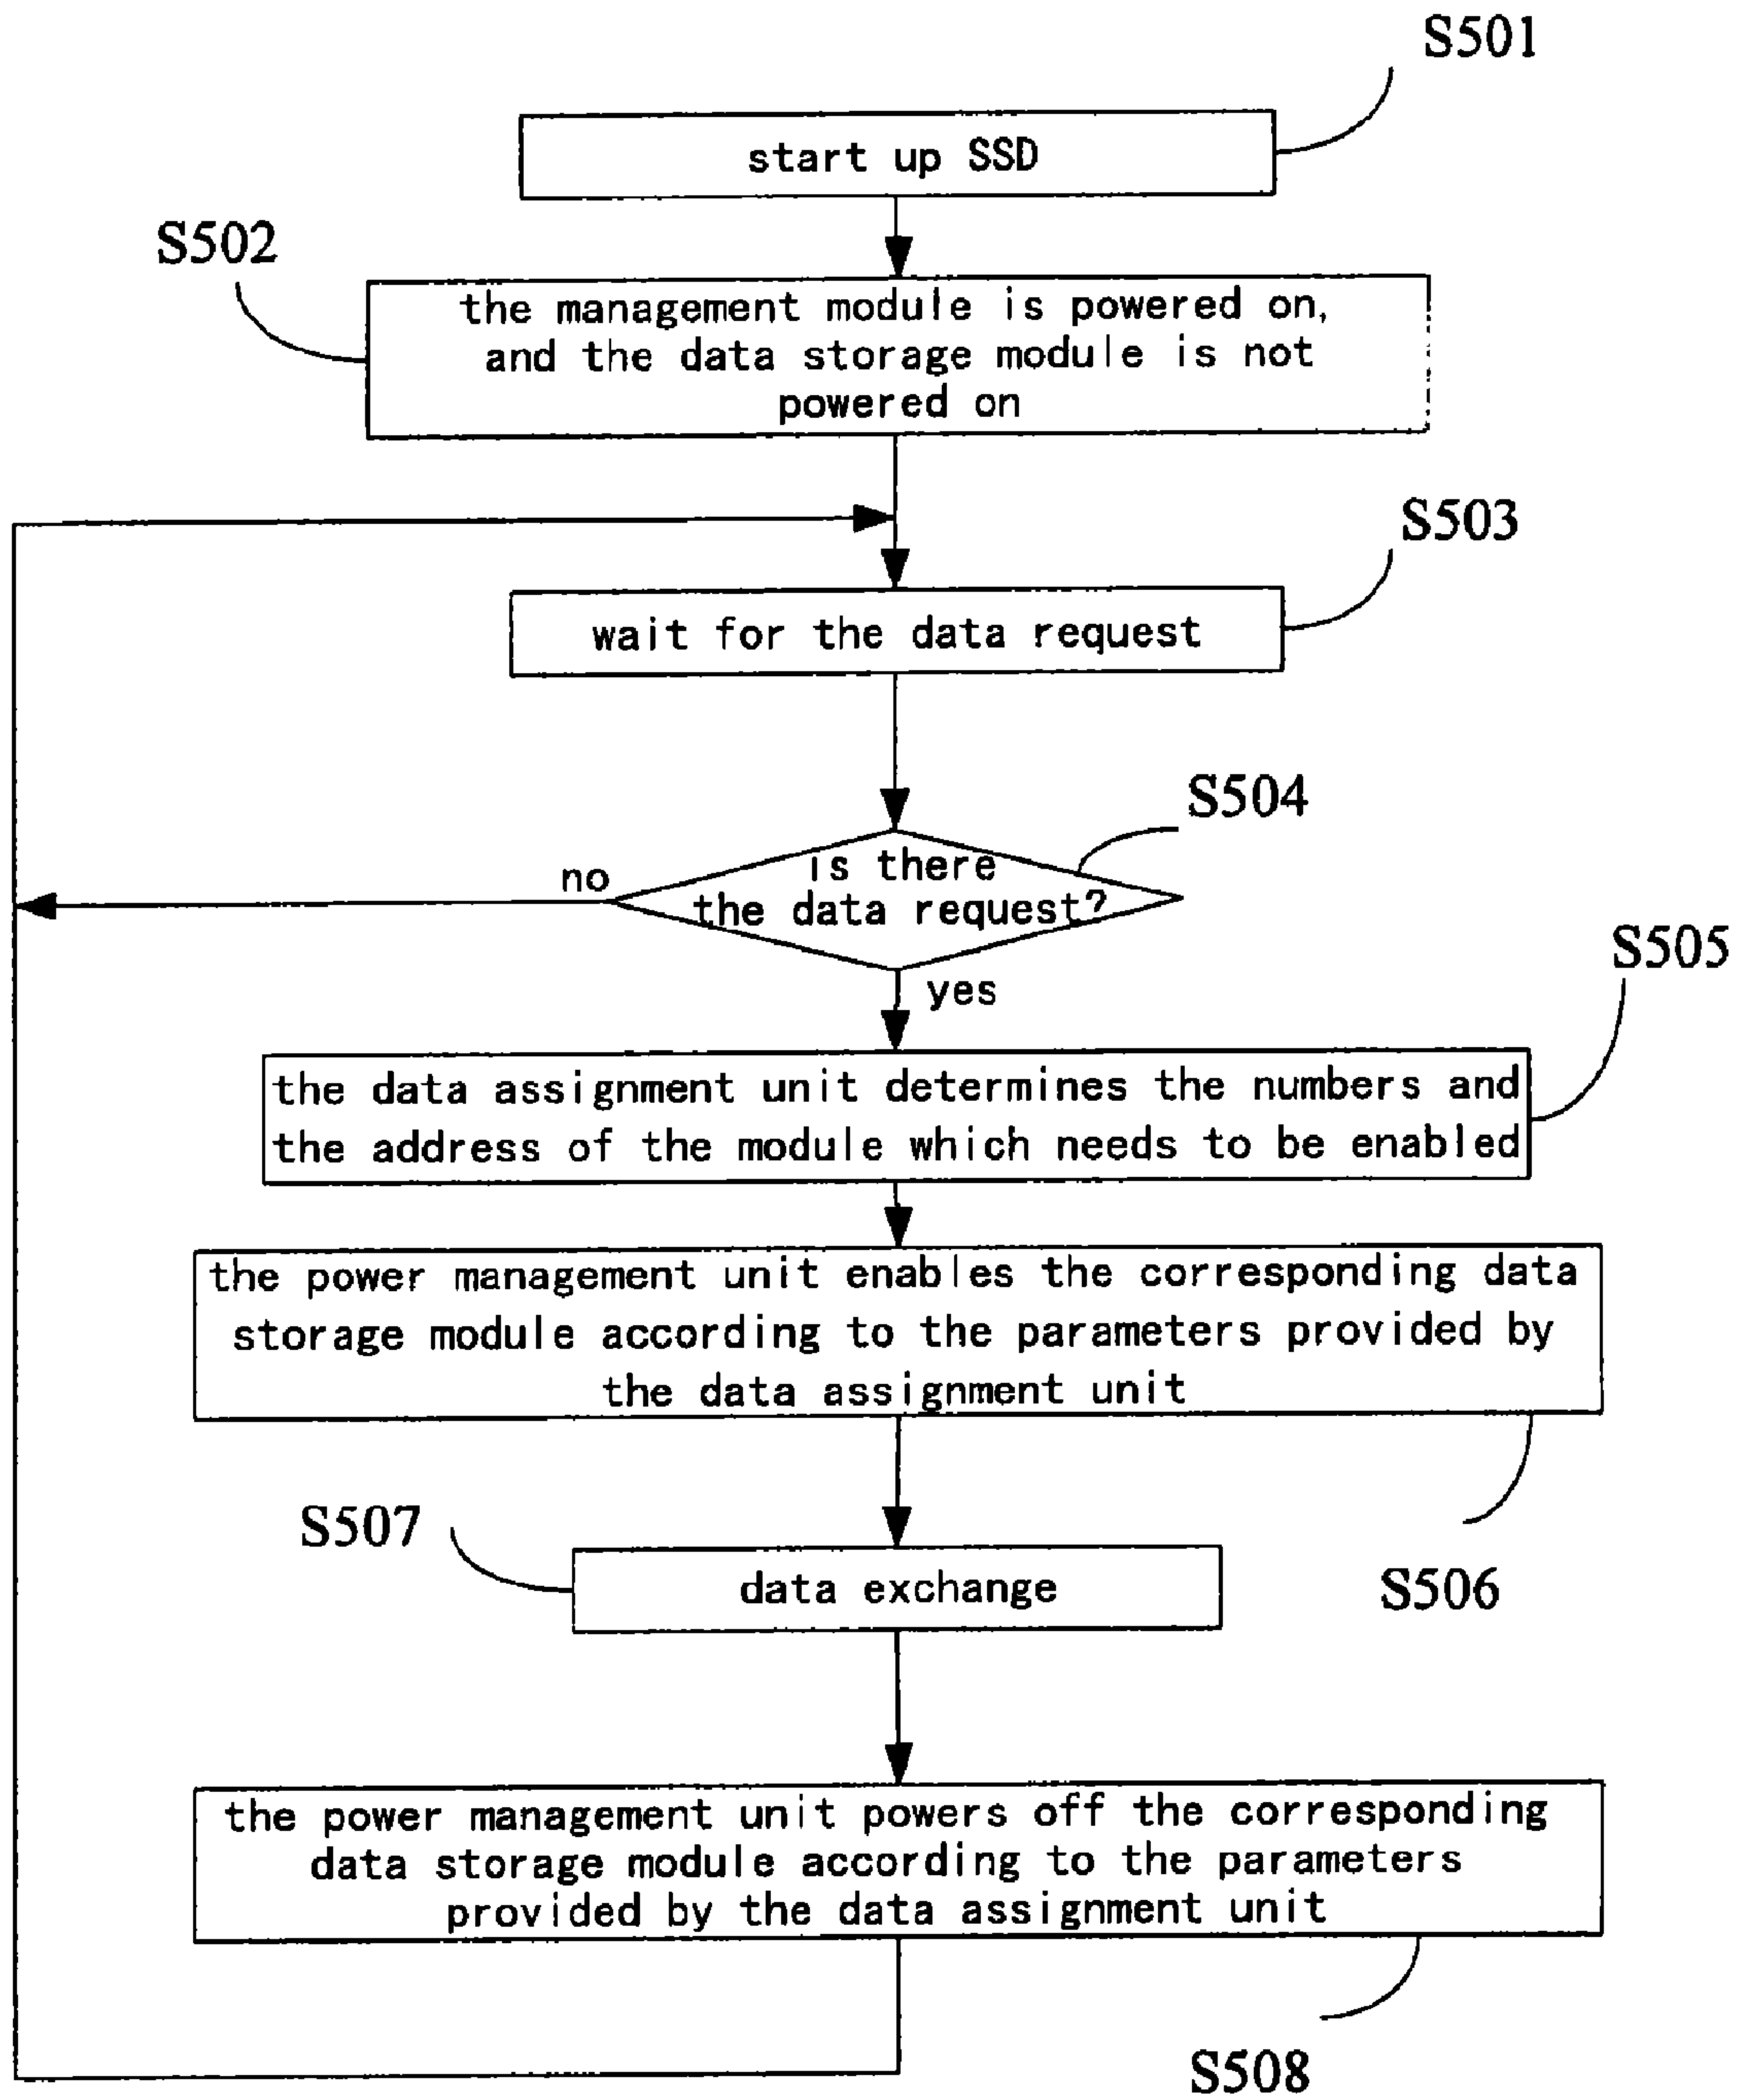 S501
start up SSD
S502
the management module is powered on,
and the data storage module is not
powered on
S503
wait for the data request
S504
is there
the data request?
no
yes
S505
the data assignment unit determines the numbers and
the address of the module which needs to be enabled
the power management unit enables the corresponding data
storage module according to the parameters provided by
the data assignment unit
S506
S507
data exchange
the power management unit powers off the corresponding
data storage module according to the parameters
provided by the data assignment unit
S508